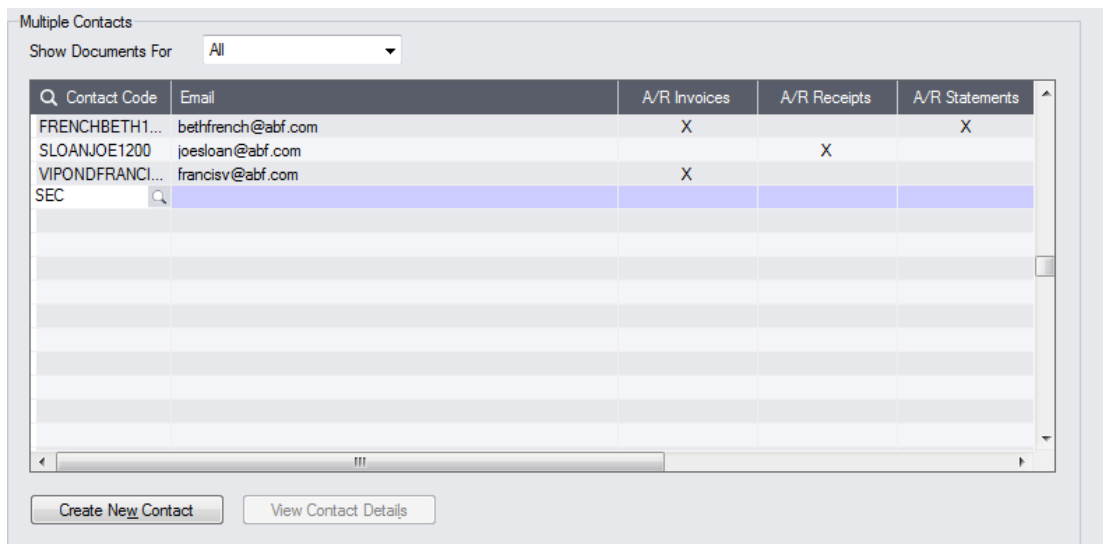 Multiple Contacts
Show Documents For All
Contact Code Email A/R Invoices A/R Receipts A/R Statements
FRENCHBETH1... bethfrench@abf.com X X
SLOANJOE1200 joesloan@abf.com X
VIPONDFRANCI... francisv@abf.com X
SEC
Create New Contact View Contact Details